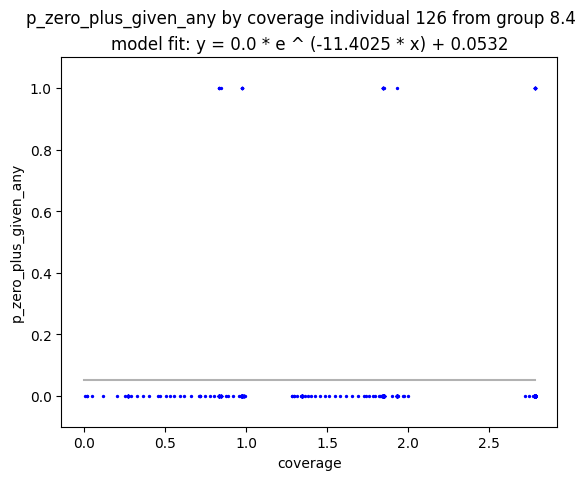 p_zero_plus_given_any by coverage individual 126 from group 8.4
model fit: y = 0.0 * e ^ (-11.4025 * x) + 0.0532
1.0
0.8
0.6
0.4
0.2
0.0
p_zero_plus_given_any
0.0 0.5 1.0 1.5 2.0 2.5
coverage